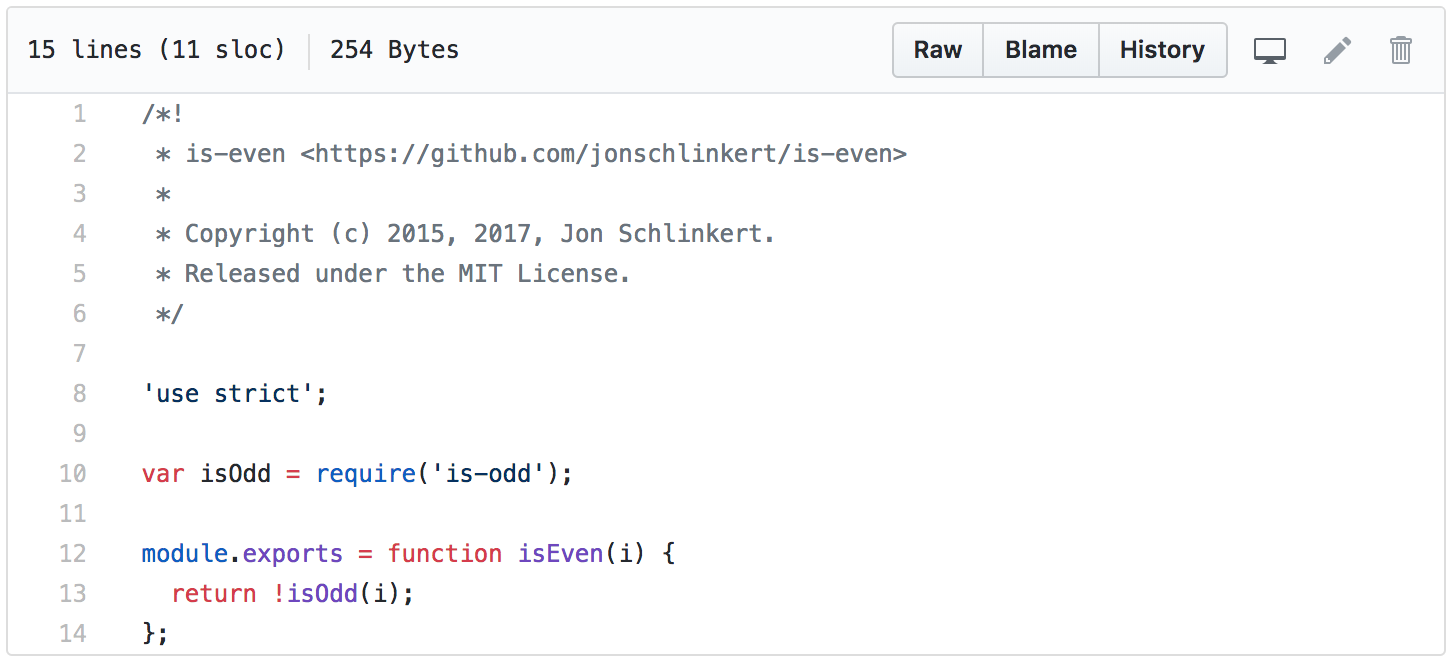 15 lines (11 sloc) 254 Bytes Raw Blame History
1 /*!
2  * is-even <https://github.com/jonschlinkert/is-even>
3  *
4  * Copyright (c) 2015, 2017, Jon Schlinkert.
5  * Released under the MIT License.
6  */
7
8 'use strict';
9
10 var isOdd = require('is-odd');
11
12 module.exports = function isEven(i) {
13   return !isOdd(i);
14 };